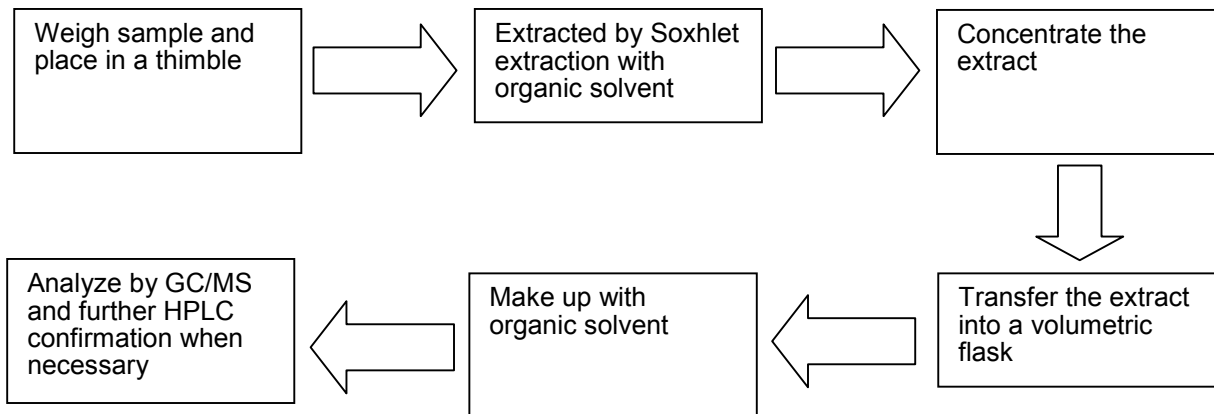 Weigh sample and
place in a thimble
Extracted by Soxhlet
extraction with
organic solvent
Concentrate the
extract
Transfer the extract
into a volumetric
flask
Make up with
organic solvent
Analyze by GC/MS
and further HPLC
confirmation when
necessary